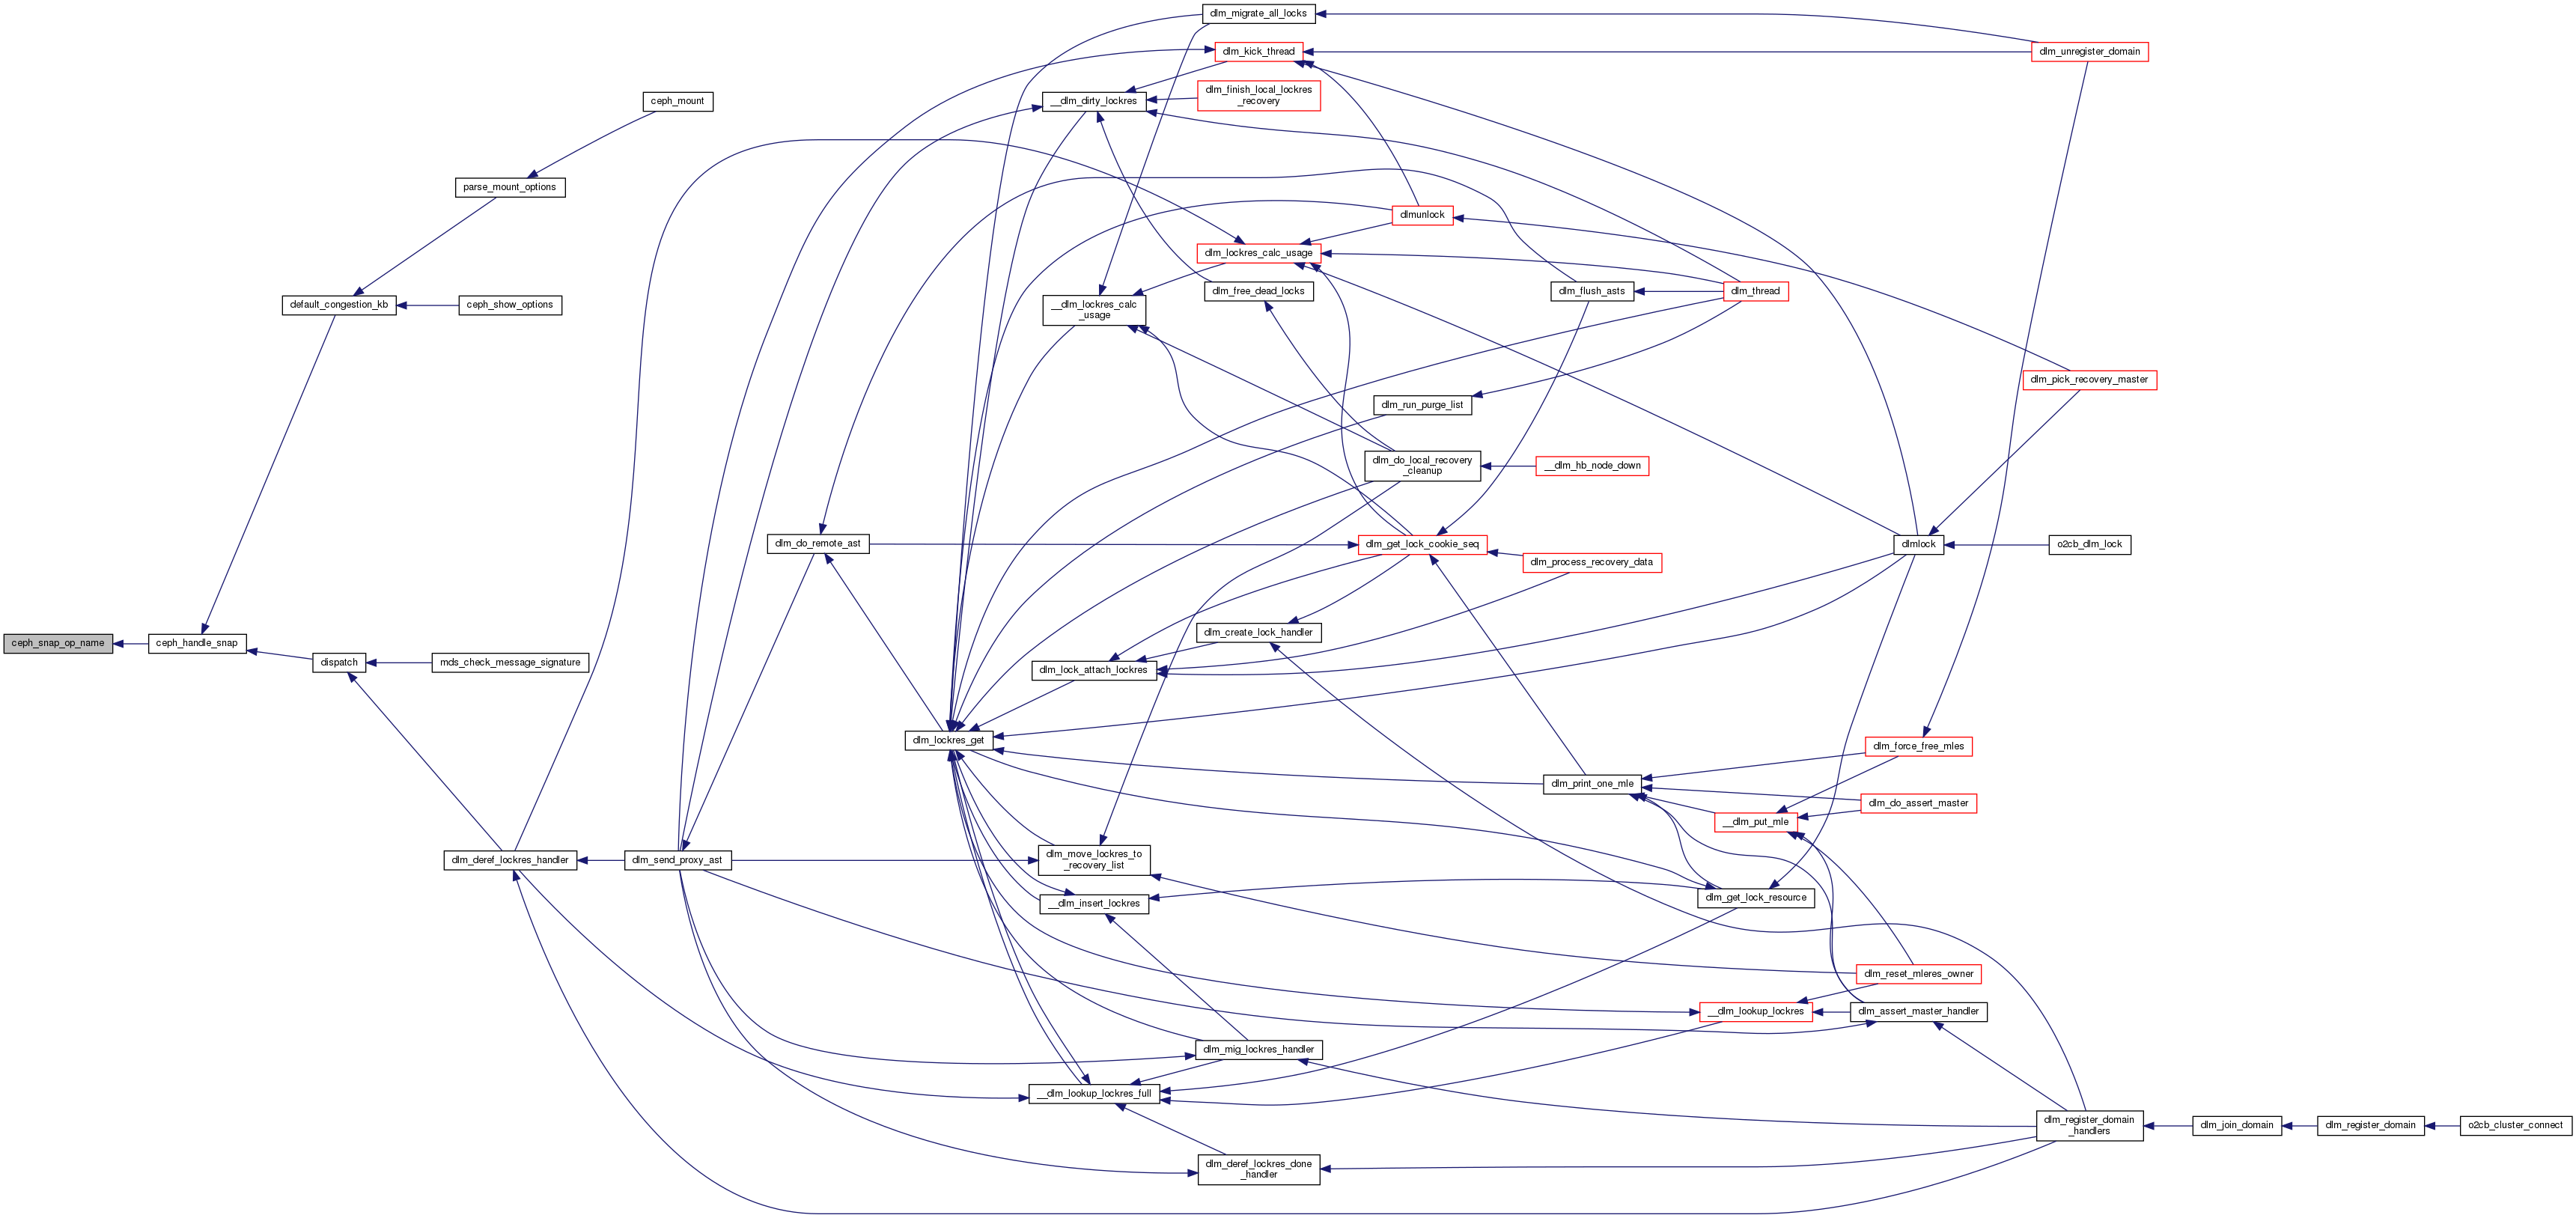 dlm_migrate_all_locks
dlm_kick_thread
dlm_unregister_domain
dlm_finish_local_lockres
_recovery
ceph_mount
__dlm_dirty_lockres
parse_mount_options
dlmunlock
dlm_lockres_calc_usage
dlm_free_dead_locks
dlm_flush_asts
dlm_thread
default_congestion_kb
ceph_show_options
__dlm_lockres_calc
_usage
dlm_pick_recovery_master
dlm_run_purge_list
dlm_do_local_recovery
_cleanup
__dlm_hb_node_down
dlm_do_remote_ast
dlm_get_lock_cookie_seq
dlmlock
o2cb_dlm_lock
dlm_process_recovery_data
dlm_create_lock_handler
ceph_snap_op_name
ceph_handle_snap
dispatch
mds_check_message_signature
dlm_lock_attach_lockres
dlm_lockres_get
dlm_force_free_mles
dlm_print_one_mle
dlm_do_assert_master
__dlm_put_mle
dlm_deref_lockres_handler
dlm_send_proxy_ast
dlm_move_lockres_to
_recovery_list
dlm_get_lock_resource
__dlm_insert_lockres
dlm_reset_mleres_owner
__dlm_lookup_lockres
dlm_assert_master_handler
dlm_mig_lockres_handler
__dlm_lookup_lockres_full
dlm_register_domain
_handlers
dlm_join_domain
dlm_register_domain
o2cb_cluster_connect
dlm_deref_lockres_done
_handler